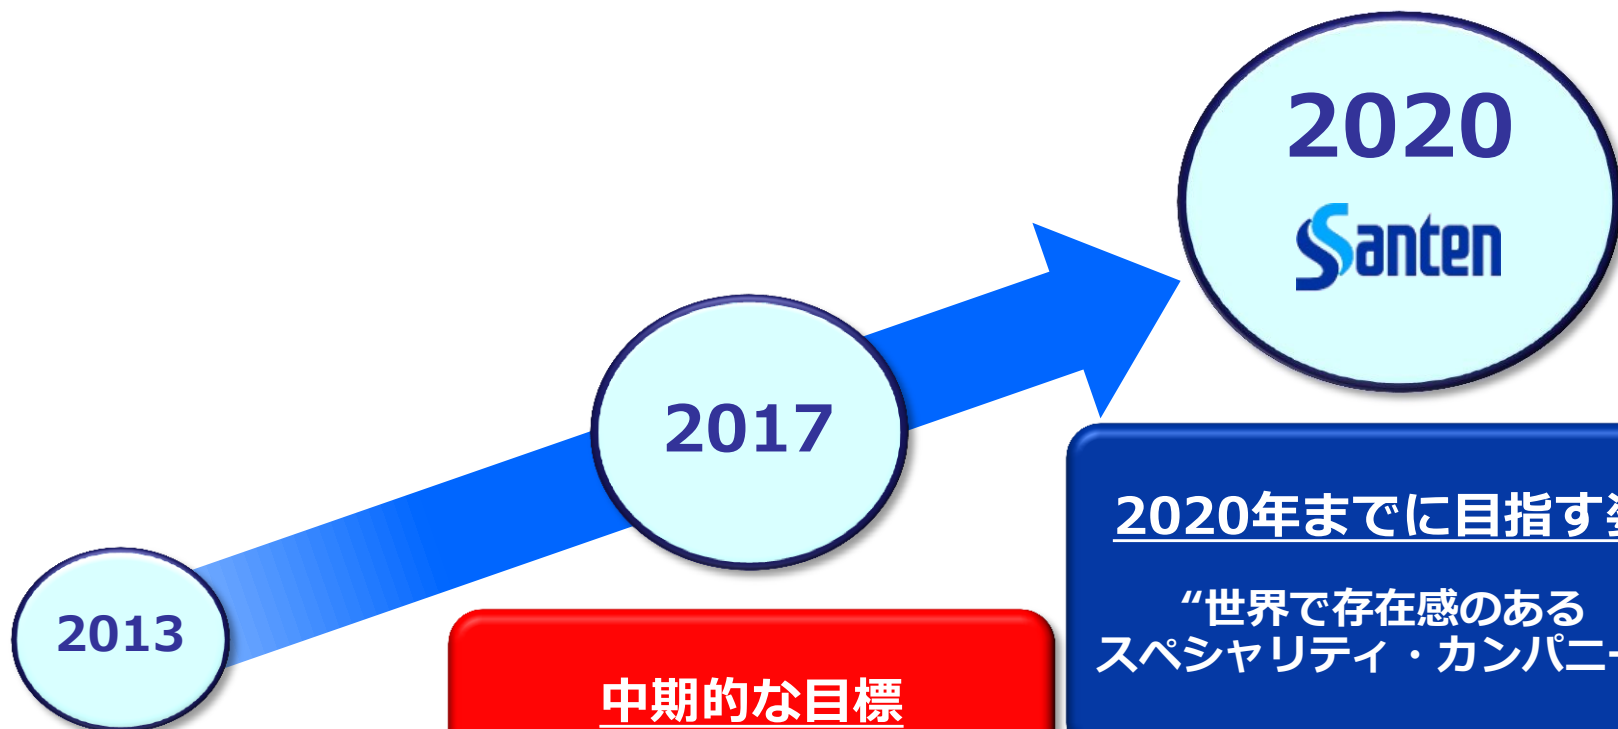 2020
Santen
2017
2013
2020年までに目指す姿
“世界で存在感のある
スペシャリティ・カンパニー
中期的な目標